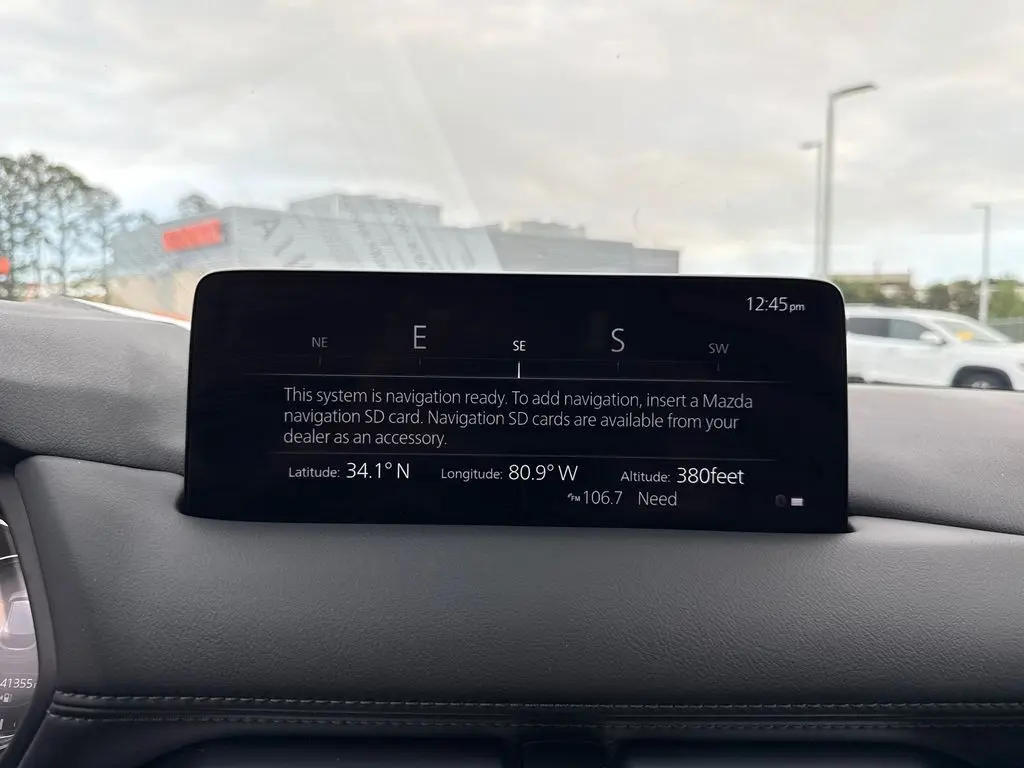 12:45pm
NE E SE S SW
This system is navigation ready. To add navigation, insert a Mazda
navigation SD card. Navigation SD cards are available from your
dealer as an accessory.
Latitude: 34.1° N Longitude: 80.9° W Altitude: 380feet
FM 106.7 Need
41355